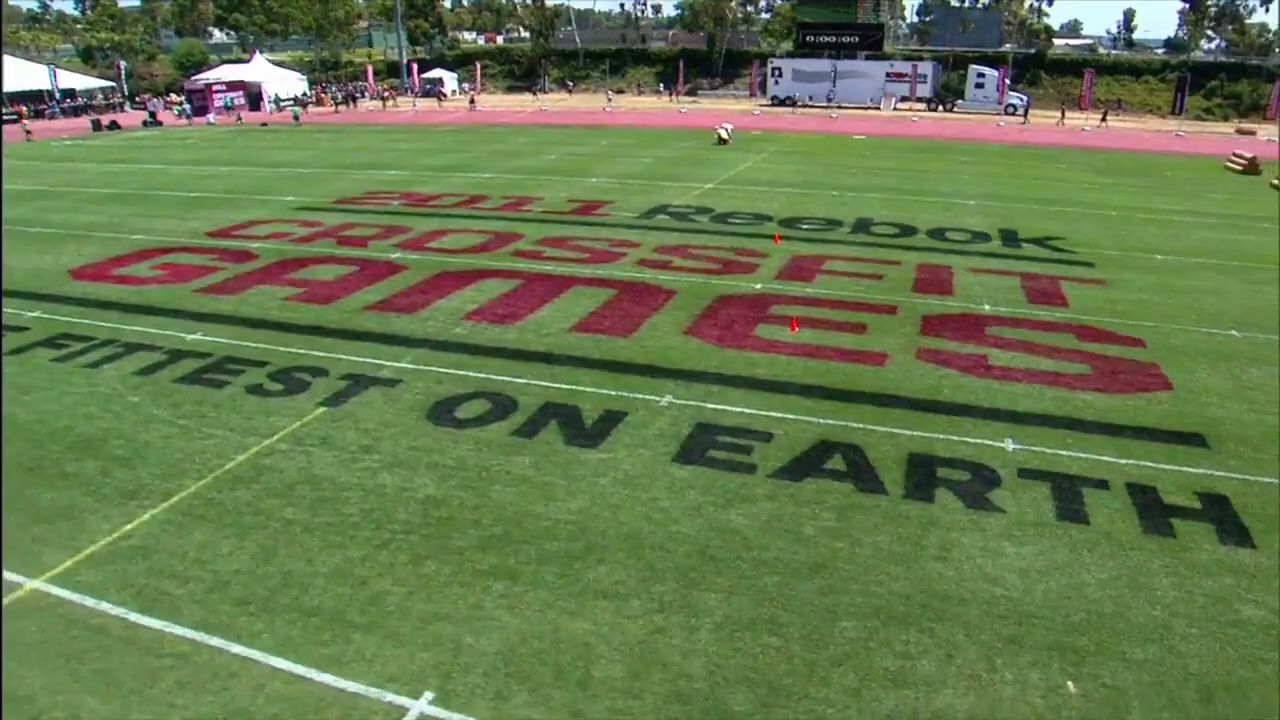 0:00:00
2011 Reebok
CROSSFIT
GAMES
FITTEST ON EARTH